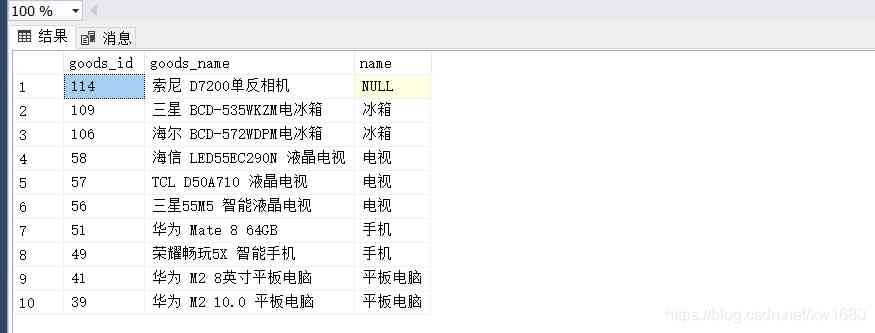 100 %
结果 消息
goods_id goods_name name
1 114 索尼 D7200单反相机 NULL
2 109 三星 BCD-535WKZM电冰箱 冰箱
3 106 海尔 BCD-572WDPM电冰箱 冰箱
4 58 海信 LED55EC290N 液晶电视 电视
5 57 TCL D50A710 液晶电视 电视
6 56 三星55M5 智能液晶电视 电视
7 51 华为 Mate 8 64GB 手机
8 49 荣耀畅玩5X 智能手机 手机
9 41 华为 M2 8英寸平板电脑 平板电脑
10 39 华为 M2 10.0 平板电脑 平板电脑
https://blog.csdn.net/xw1680